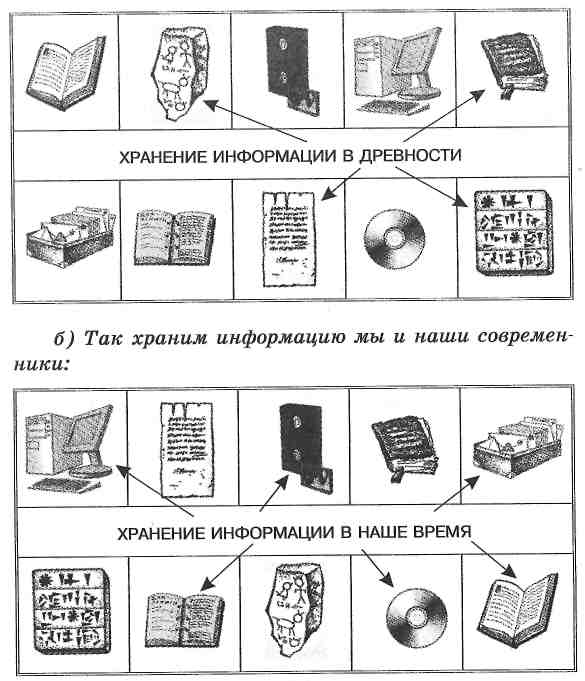 ХРАНЕНИЕ ИНФОРМАЦИИ В ДРЕВНОСТИ
б) Так храним информацию мы и наши современ-
ники:
ХРАНЕНИЕ ИНФОРМАЦИИ В НАШЕ ВРЕМЯ